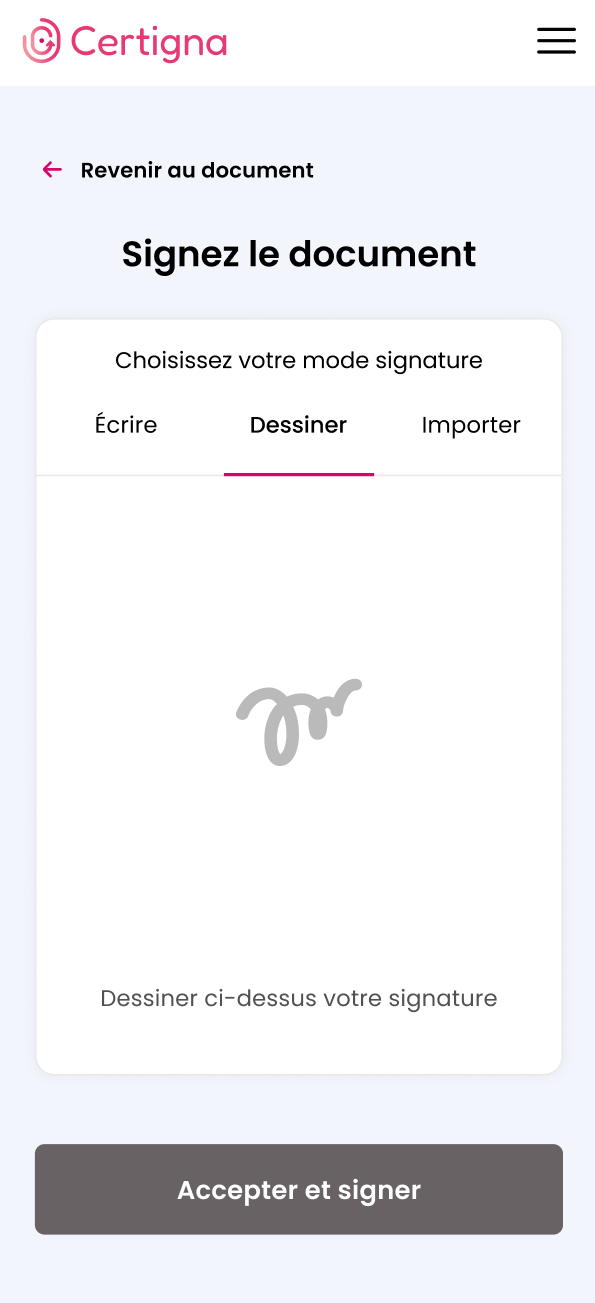 Certigna
Revenir au document
Signez le document
Choisissez votre mode signature
Écrire Dessiner Importer
Dessiner ci-dessus votre signature
Accepter et signer